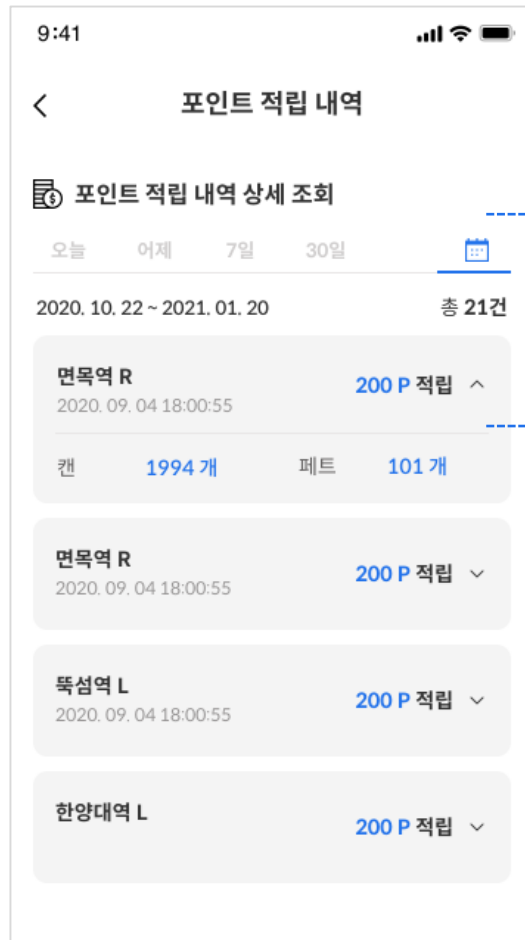 9:41
포인트 적립 내역
포인트 적립 내역 상세 조회
오늘 어제 7일 30일
2020. 10. 22 ~ 2021. 01. 20 총 21건
면목역 R
200 P 적립
2020. 09. 04 18:00:55
캔 1994 개 페트 101 개
면목역 R
200 P 적립
2020. 09. 04 18:00:55
뚝섬역 L
200 P 적립
2020. 09. 04 18:00:55
한양대역 L
200 P 적립